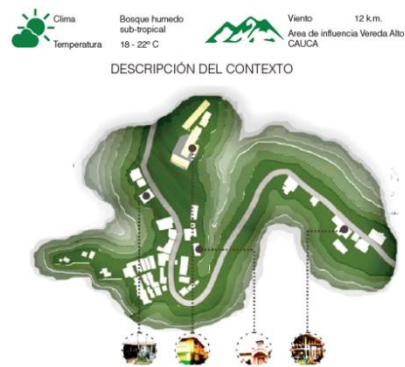 Clima
Bosque humedo
sub-tropical
Temperatura
18 - 22º C
Viento
12 k.m.
Area de influencia Vereda Alto
CAUCA
DESCRIPCIÓN DEL CONTEXTO